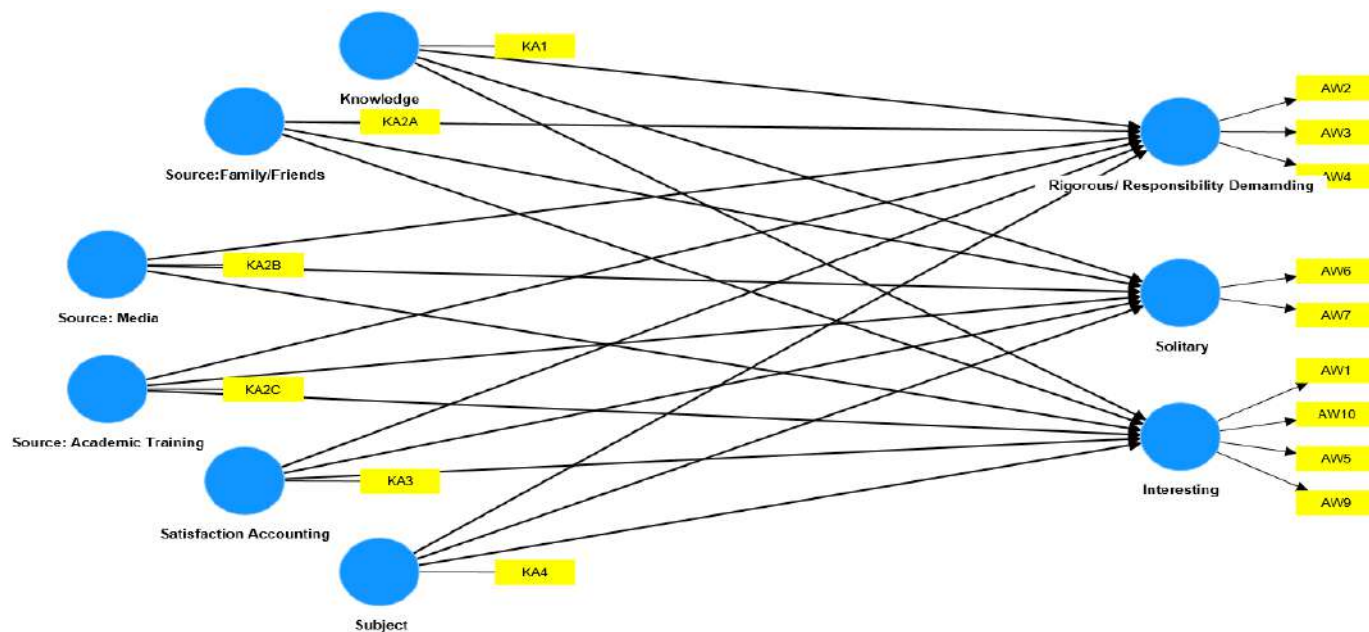 KA1
Knowledge
KA2A
Source:Family/Friends
KA2B
Source: Media
KA2C
Source: Academic Training
KA3
Satisfaction Accounting
KA4
Subject
AW2
AW3
AW4
Rigorous/ Responsibility Demamding
AW6
AW7
Solitary
AW1
AW10
AW5
AW9
Interesting